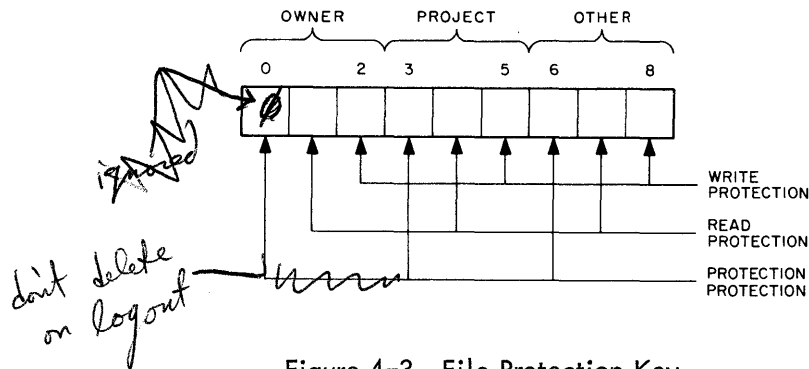 OWNER PROJECT OTHER
0 2 3 5 6 8
Ø
ignored
WRITE
PROTECTION
READ
PROTECTION
PROTECTION
PROTECTION
don't delete
on logout
Figure 4-3 File Protection Key